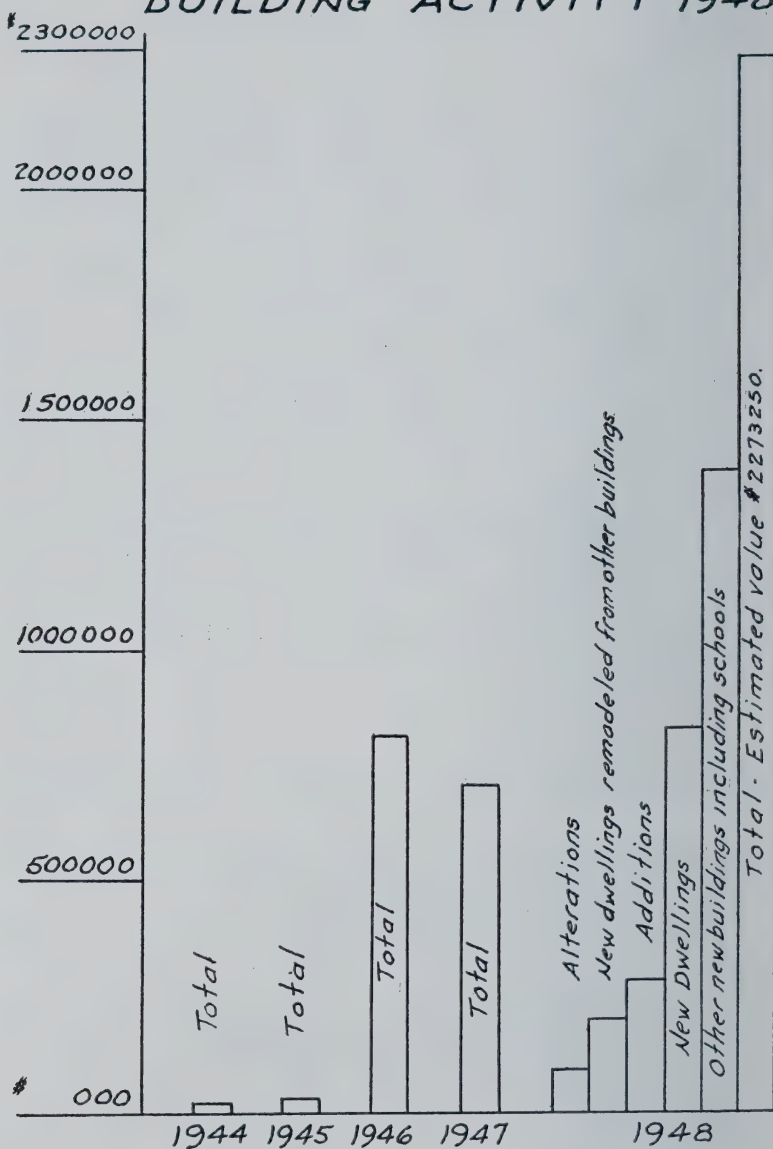 BUILDING ACTIVITY 1948
$2300000
2000000
1500000
1000000
500000
$ 000
Total
Total
Total
Total
Alterations
New dwellings remodeled from other buildings.
Additions
New Dwellings
Other new buildings including schools
Total - Estimated value $2273250.
1944 1945 1946 1947 1948